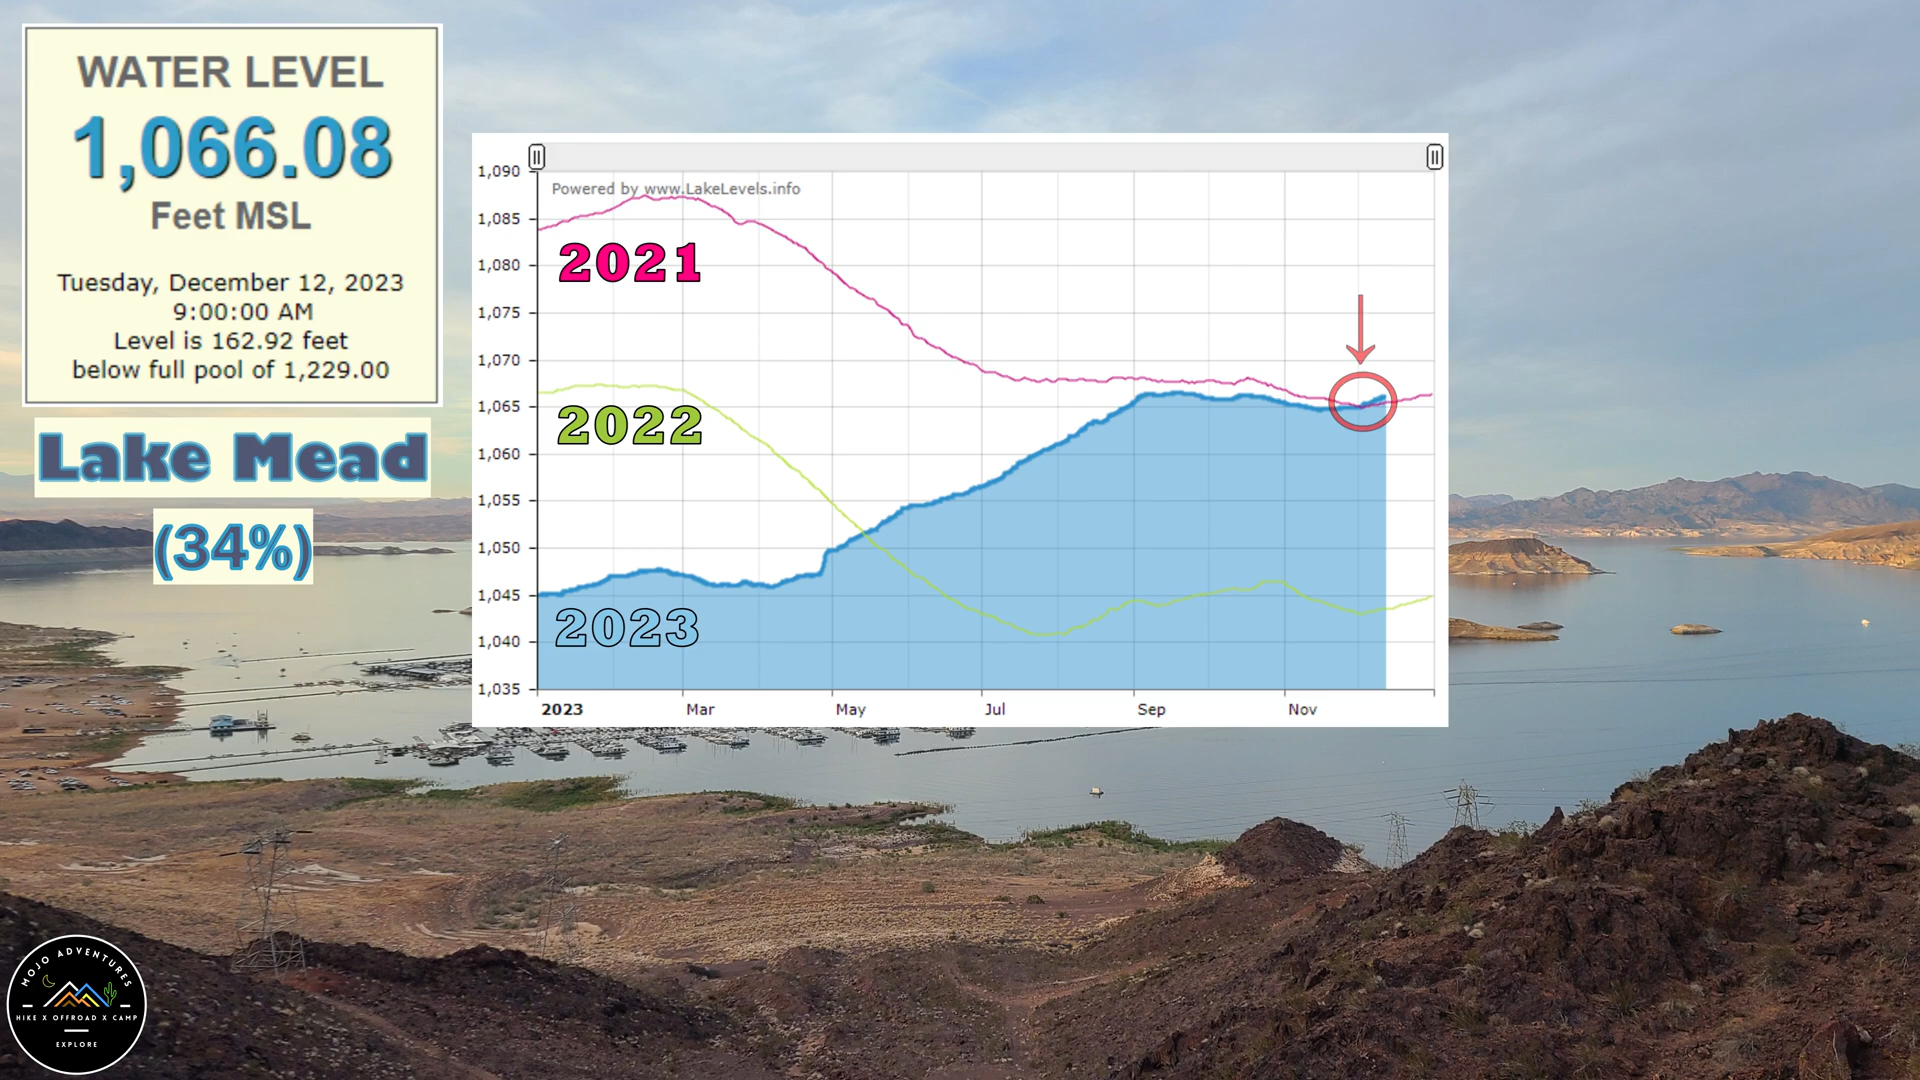 WATER LEVEL
1,066.08
Feet MSL
Tuesday, December 12, 2023
9:00:00 AM
Level is 162.92 feet
below full pool of 1,229.00
Lake Mead
(34%)
Powered by www.LakeLevels.info
1,090
1,085
1,080
1,075
1,070
1,065
1,060
1,055
1,050
1,045
1,040
1,035
2021
2022
2023
2023 Mar May Jul Sep Nov
MOJO ADVENTURES
HIKE X OFFROAD X CAMP
EXPLORE